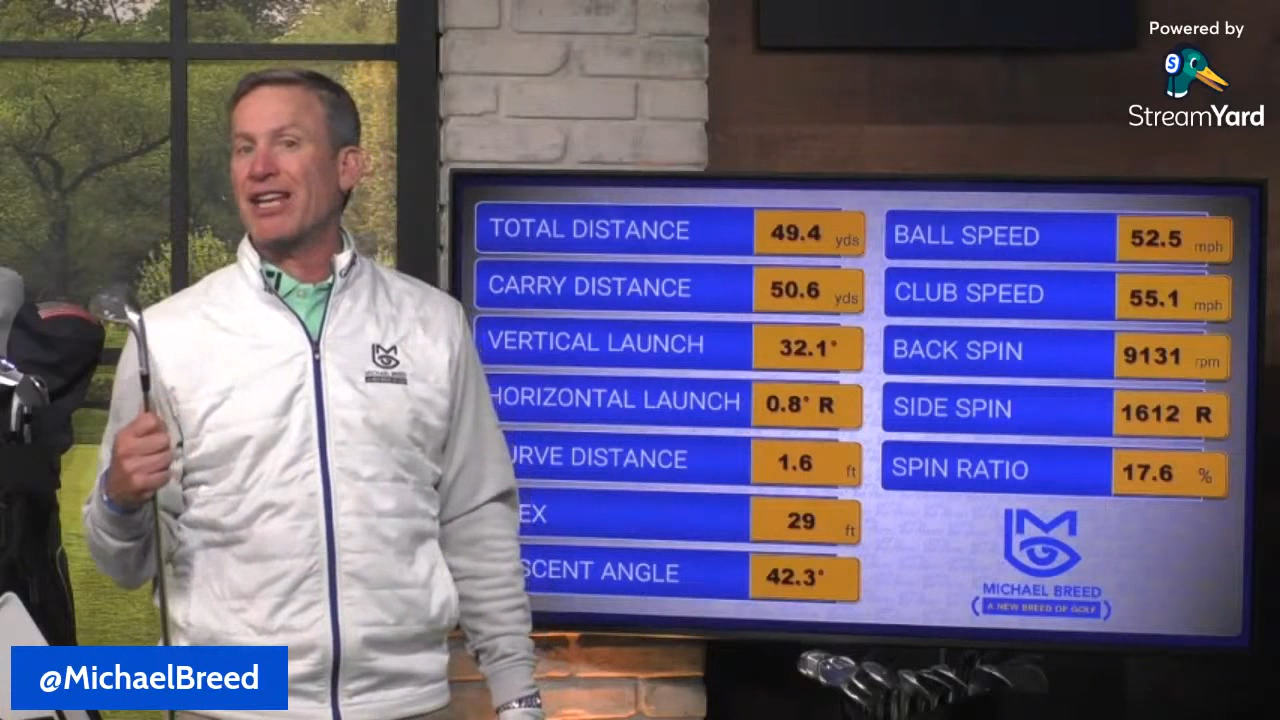 Powered by
StreamYard
S
TOTAL DISTANCE 49.4 yds
CARRY DISTANCE 50.6 yds
VERTICAL LAUNCH 32.1°
HORIZONTAL LAUNCH 0.8° R
URVE DISTANCE 1.6 ft
EX 29 ft
SCENT ANGLE 42.3°
BALL SPEED 52.5 mph
CLUB SPEED 55.1 mph
BACK SPIN 9131 rpm
SIDE SPIN 1612 R
SPIN RATIO 17.6 %
MICHAEL BREED
A NEW BREED OF GOLF
MICHAEL BREED
@MichaelBreed